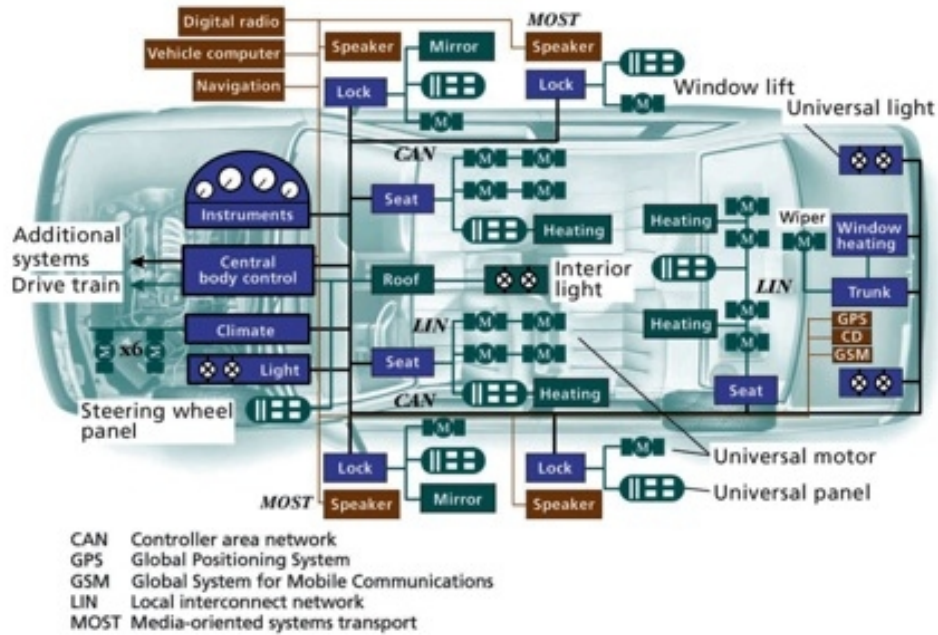 Digital radio
MOST
Vehicle computer
Speaker
Mirror
Speaker
Navigation
Lock
Lock
Window lift
M
M
Universal light
CAN
M
M
Instruments
Seat
M
M
Heating
Heating
M
Wiper
M
M
Window
heating
Additional
systems
Central
body control
Roof
Interior
light
Drive train
LIN
Trunk
LIN
M
M
Heating
M
GPS
Climate
CD
M
x6
M
Seat
M
M
M
GSM
Light
CAN
Heating
Seat
Steering wheel
panel
M
M
Lock
Lock
Universal motor
MOST
Speaker
Mirror
Speaker
Universal panel
CAN Controller area network
GPS Global Positioning System
GSM Global System for Mobile Communications
LIN Local interconnect network
MOST Media-oriented systems transport